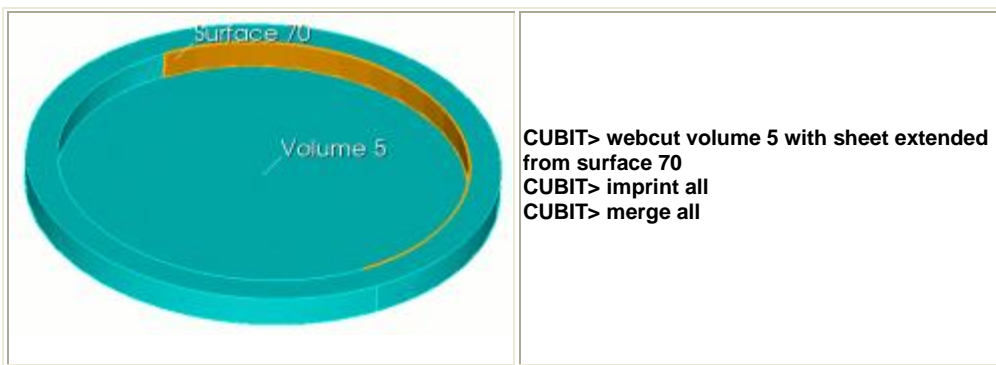 Surface 70
Volume 5
CUBIT> webcut volume 5 with sheet extended
from surface 70
CUBIT> imprint all
CUBIT> merge all